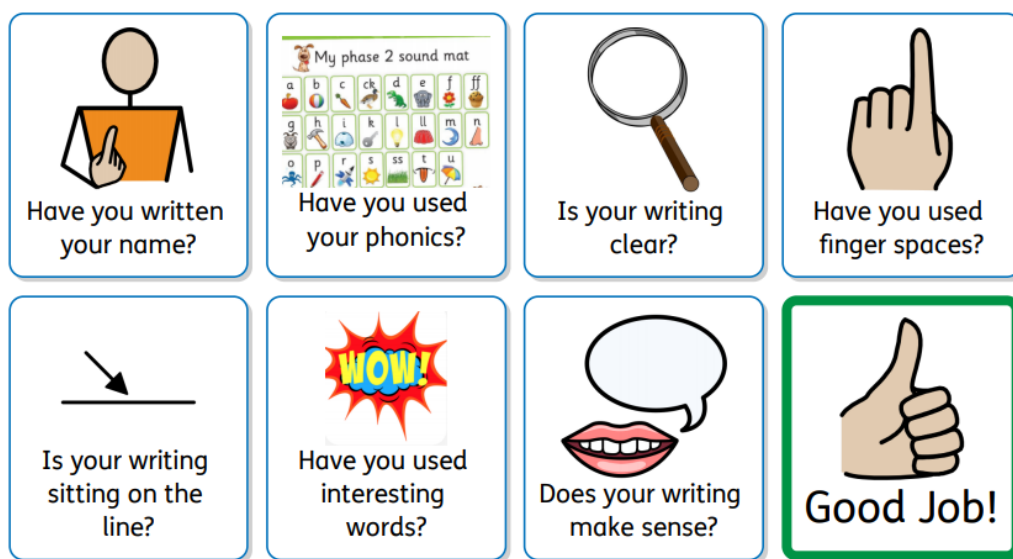 Have you written
your name?
My phase 2 sound mat
a b c ck d e f ff
g h i k l ll m n
o p r s ss t u
Have you used
your phonics?
Is your writing
clear?
Have you used
finger spaces?
Is your writing
sitting on the
line?
WOW!
Have you used
interesting
words?
Does your writing
make sense?
Good Job!